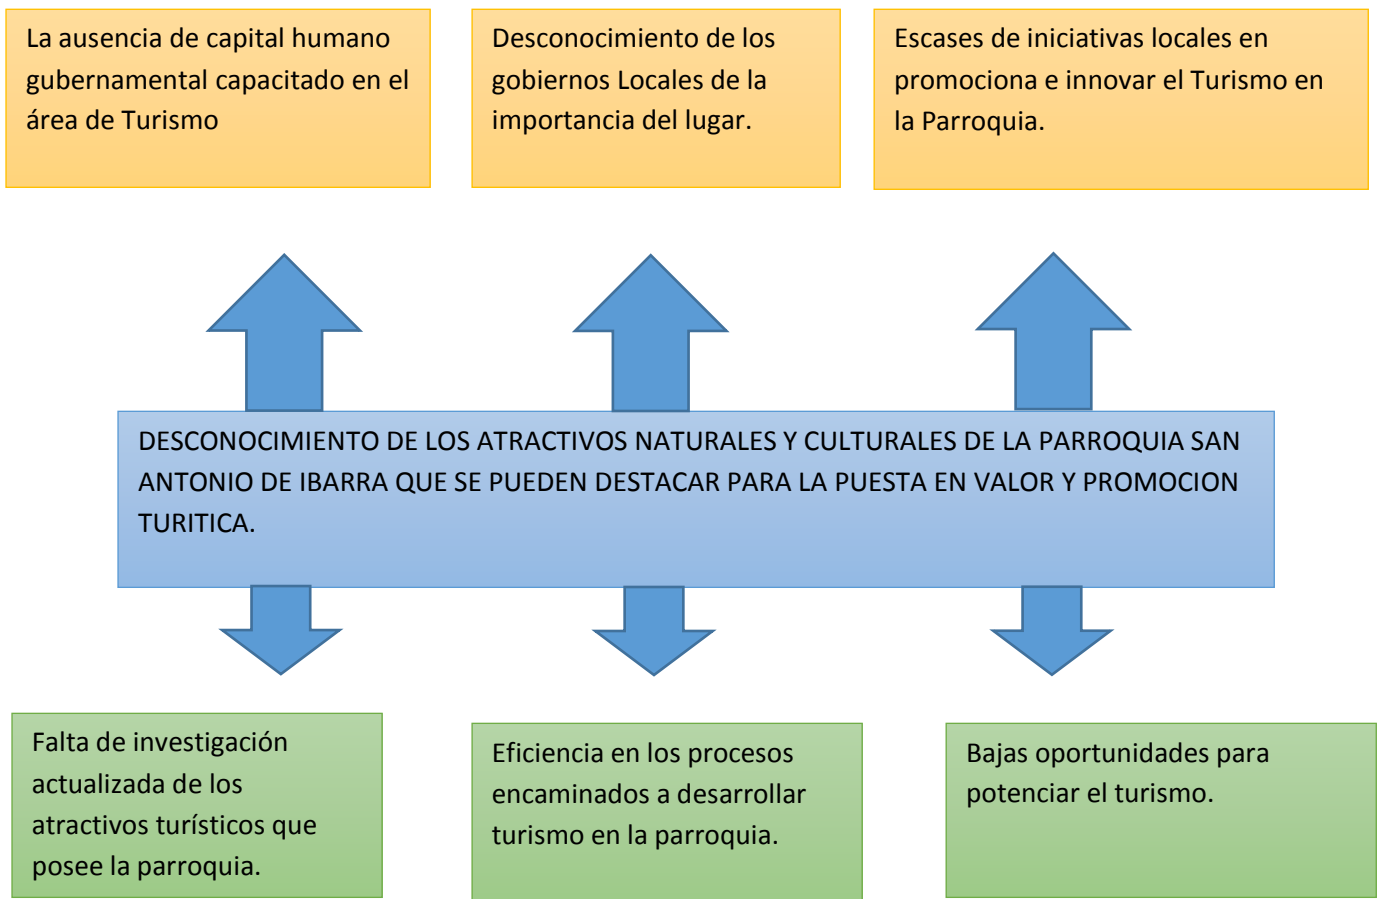 La ausencia de capital humano
gubernamental capacitado en el
área de Turismo
Desconocimiento de los
gobiernos Locales de la
importancia del lugar.
Escases de iniciativas locales en
promociona e innovar el Turismo en
la Parroquia.
DESCONOCIMIENTO DE LOS ATRACTIVOS NATURALES Y CULTURALES DE LA PARROQUIA SAN
ANTONIO DE IBARRA QUE SE PUEDEN DESTACAR PARA LA PUESTA EN VALOR Y PROMOCION
TURITICA.
Falta de investigación
actualizada de los
atractivos turísticos que
posee la parroquia.
Eficiencia en los procesos
encaminados a desarrollar
turismo en la parroquia.
Bajas oportunidades para
potenciar el turismo.